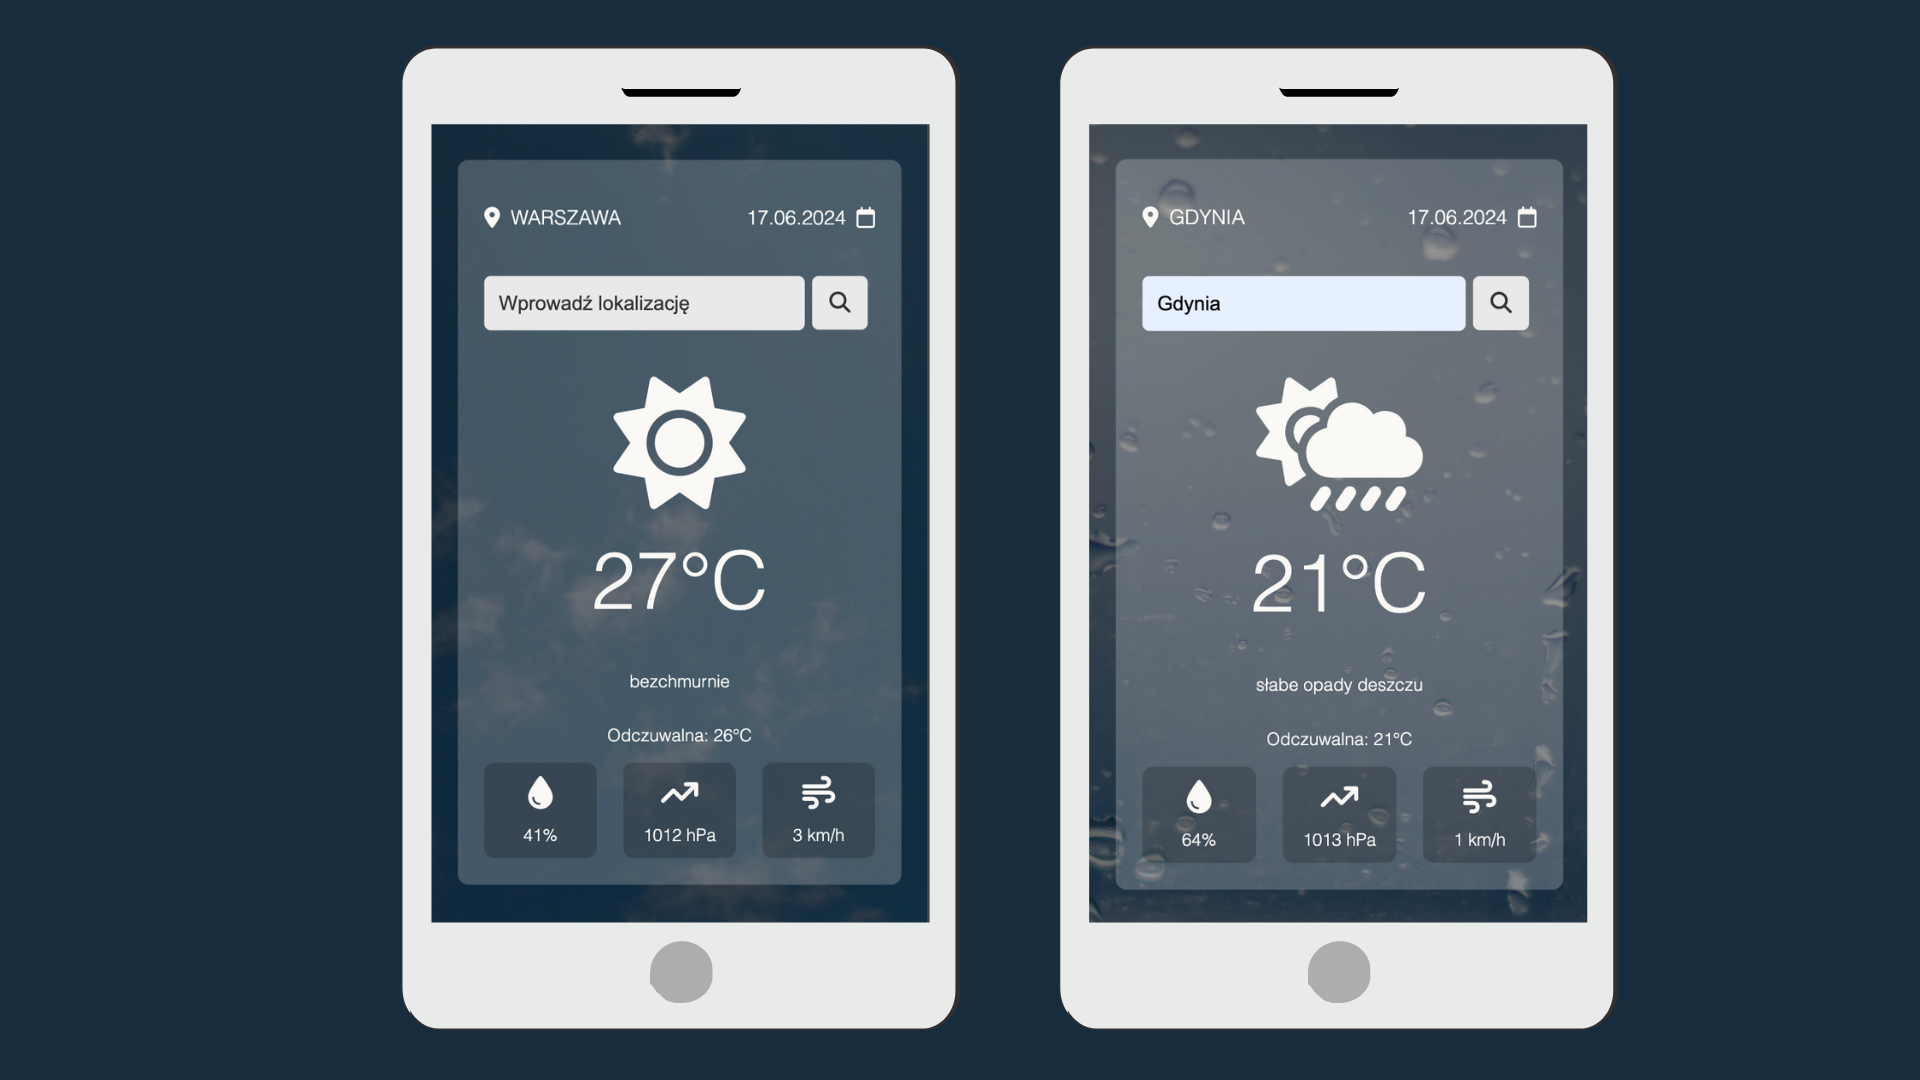 WARSZAWA 17.06.2024
Wprowadź lokalizację
27°C
bezchmurnie
Odczuwalna: 26°C
41% 1012 hPa 3 km/h
GDYNIA 17.06.2024
Gdynia
21°C
słabe opady deszczu
Odczuwalna: 21°C
64% 1013 hPa 1 km/h